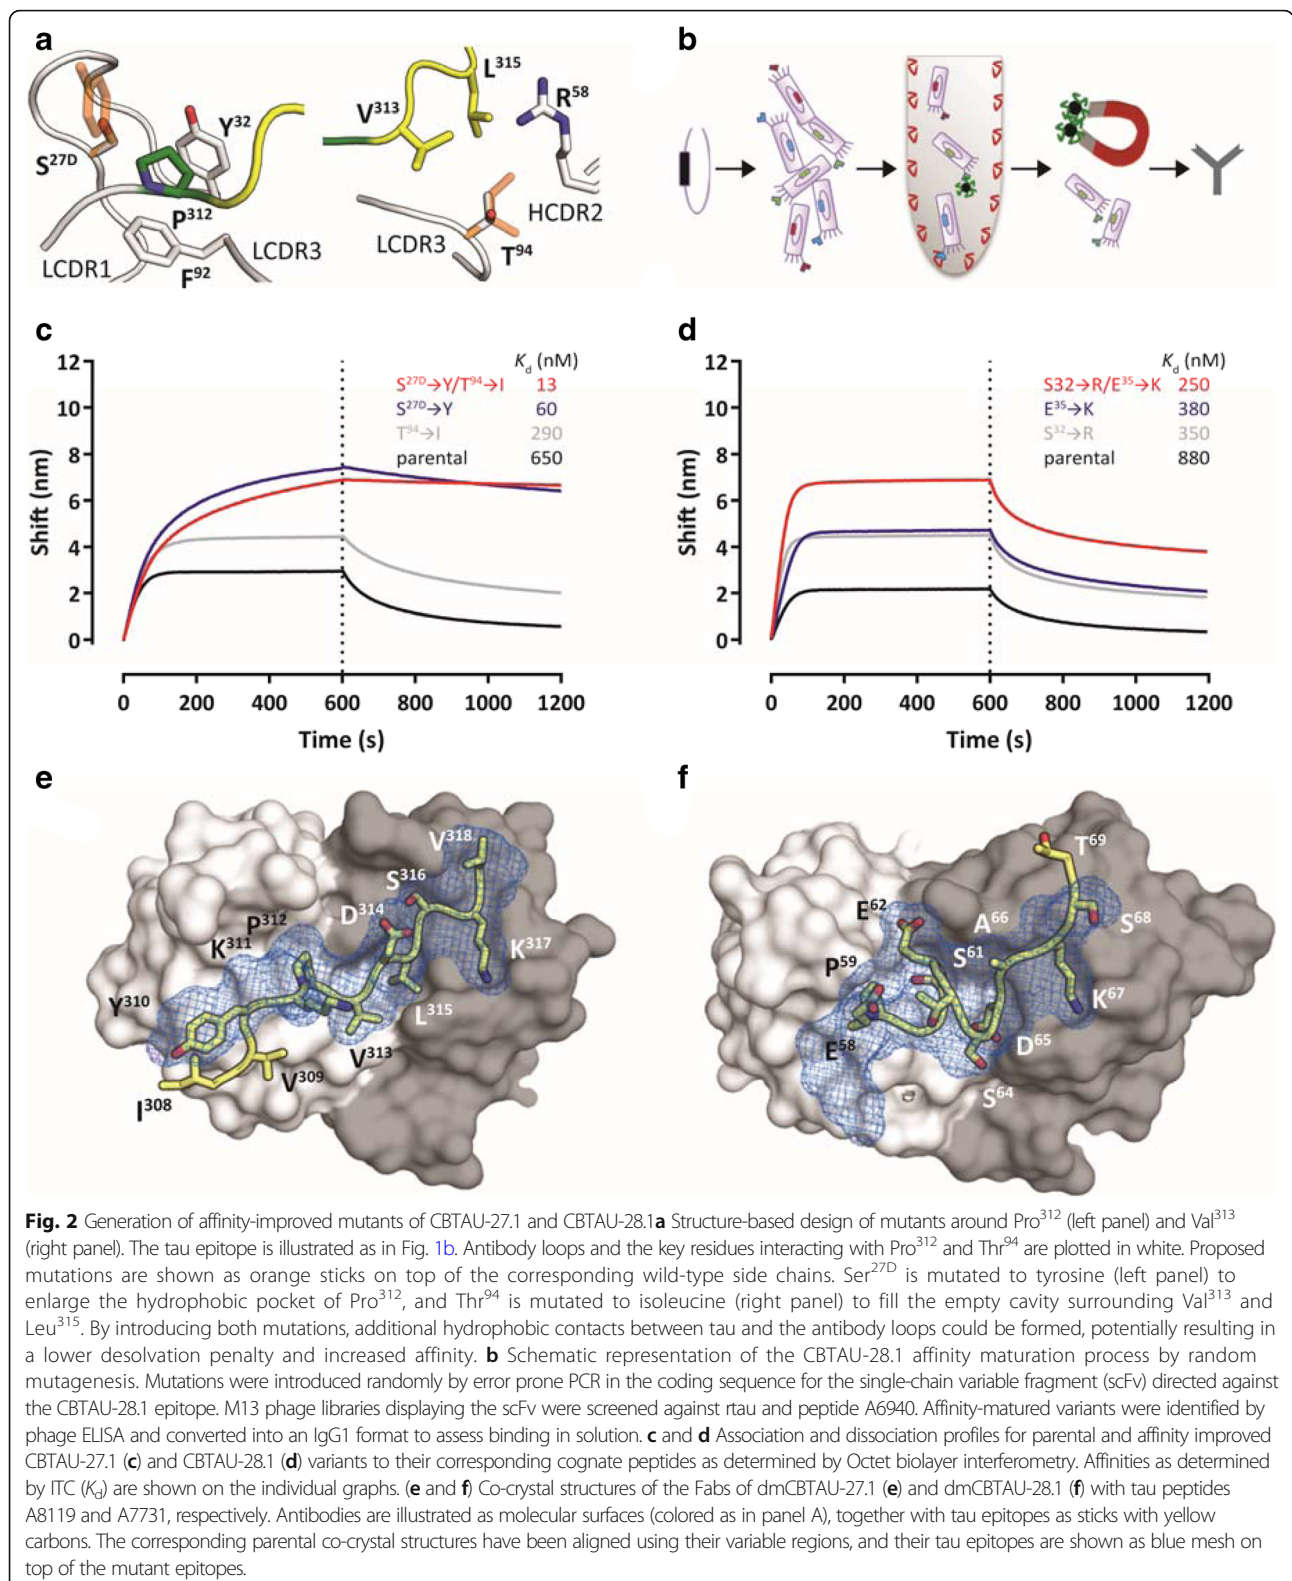 a
S27D
Y32
P312
LCDR1
F92
LCDR3
V313
L315
R58
HCDR2
LCDR3
T94
b
c
Kd (nM)
S27D→Y/T94→I 13
S27D→Y 60
T94→I 290
parental 650
12
10
8
6
4
2
0
Shift (nm)
0 200 400 600 800 1000 1200
Time (s)
d
Kd (nM)
S32→R/E35→K 250
E35→K 380
S32→R 350
parental 880
12
10
8
6
4
2
0
Shift (nm)
0 200 400 600 800 1000 1200
Time (s)
e
V318
S316
D314
P312
K311
K317
Y310
L315
V313
V309
I308
f
T69
E62
A66
S68
S61
P59
K67
E58
D65
S64
Fig. 2 Generation of affinity-improved mutants of CBTAU-27.1 and CBTAU-28.1a Structure-based design of mutants around Pro312 (left panel) and Val313
(right panel). The tau epitope is illustrated as in Fig. 1b. Antibody loops and the key residues interacting with Pro312 and Thr94 are plotted in white. Proposed
mutations are shown as orange sticks on top of the corresponding wild-type side chains. Ser27D is mutated to tyrosine (left panel) to
enlarge the hydrophobic pocket of Pro312, and Thr94 is mutated to isoleucine (right panel) to fill the empty cavity surrounding Val313 and
Leu315. By introducing both mutations, additional hydrophobic contacts between tau and the antibody loops could be formed, potentially resulting in
a lower desolvation penalty and increased affinity. b Schematic representation of the CBTAU-28.1 affinity maturation process by random
mutagenesis. Mutations were introduced randomly by error prone PCR in the coding sequence for the single-chain variable fragment (scFv) directed against
the CBTAU-28.1 epitope. M13 phage libraries displaying the scFv were screened against rtau and peptide A6940. Affinity-matured variants were identified by
phage ELISA and converted into an IgG1 format to assess binding in solution. c and d Association and dissociation profiles for parental and affinity improved
CBTAU-27.1 (c) and CBTAU-28.1 (d) variants to their corresponding cognate peptides as determined by Octet biolayer interferometry. Affinities as determined
by ITC (Kd) are shown on the individual graphs. (e and f) Co-crystal structures of the Fabs of dmCBTAU-27.1 (e) and dmCBTAU-28.1 (f) with tau peptides
A8119 and A7731, respectively. Antibodies are illustrated as molecular surfaces (colored as in panel A), together with tau epitopes as sticks with yellow
carbons. The corresponding parental co-crystal structures have been aligned using their variable regions, and their tau epitopes are shown as blue mesh on
top of the mutant epitopes.